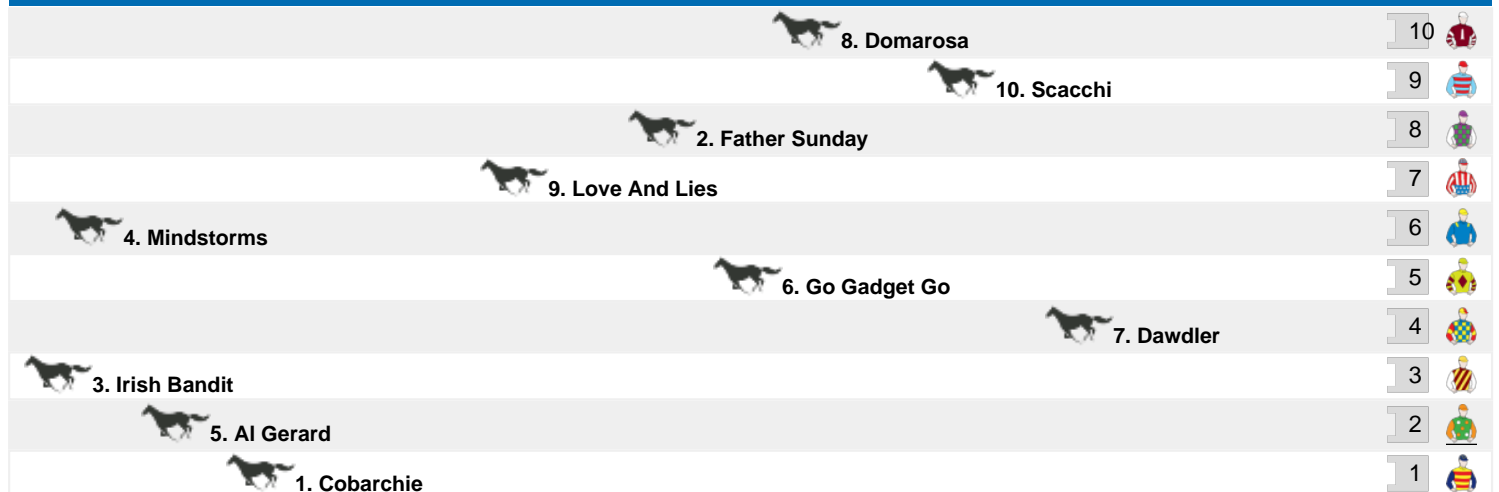 8. Domarosa 10
10. Scacchi 9
2. Father Sunday 8
9. Love And Lies 7
4. Mindstorms 6
6. Go Gadget Go 5
7. Dawdler 4
3. Irish Bandit 3
5. Al Gerard 2
1. Cobarchie 1